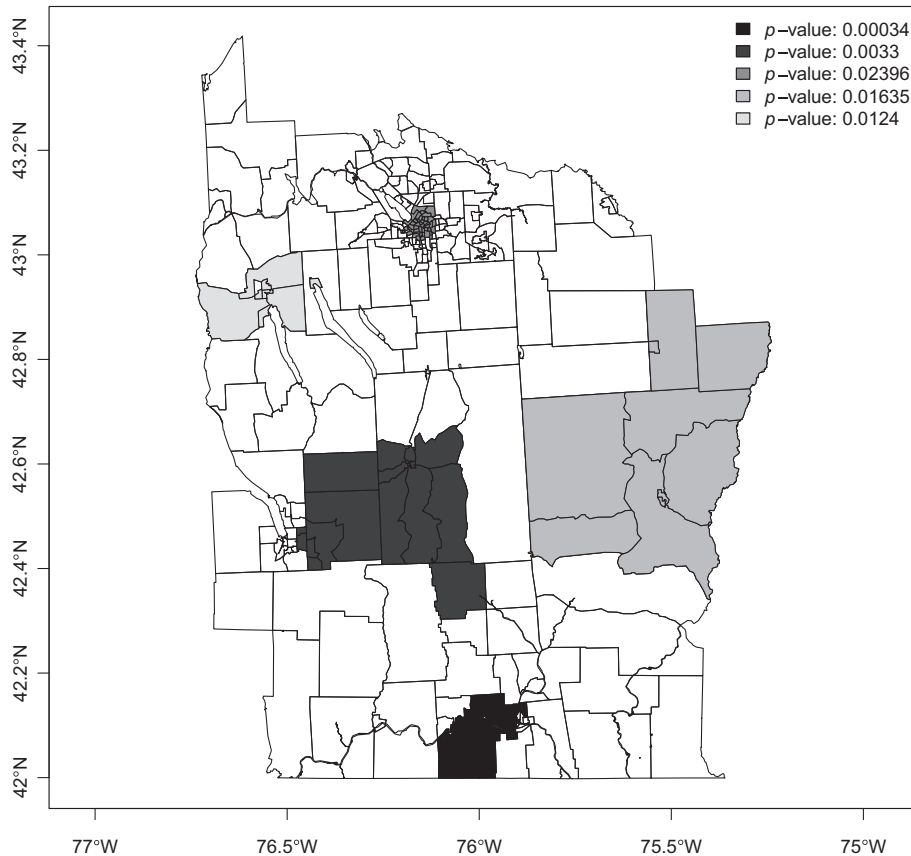 p–value: 0.00034
p–value: 0.0033
p–value: 0.02396
p–value: 0.01635
p–value: 0.0124
43.4°N
43.2°N
43°N
42.8°N
42.6°N
42.4°N
42.2°N
42°N
77°W
76.5°W
76°W
75.5°W
75°W